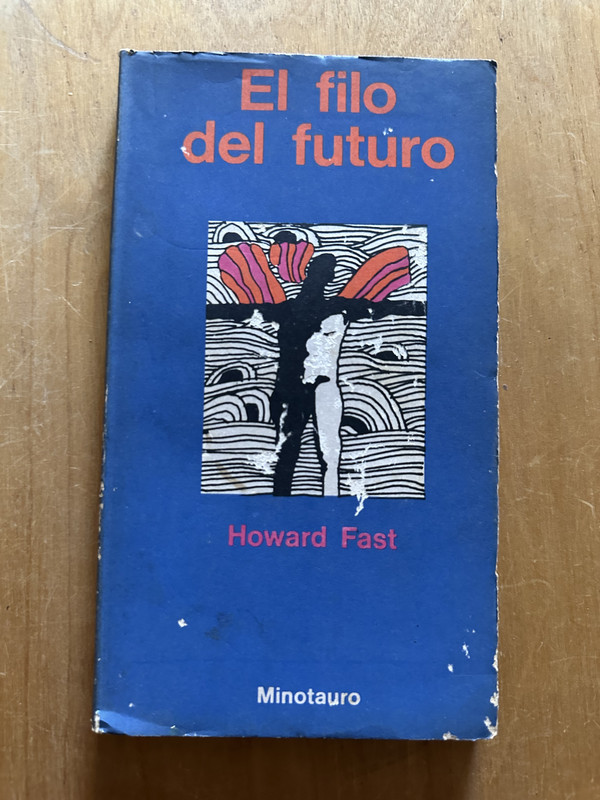 El filo
del futuro
Howard Fast
Minotauro